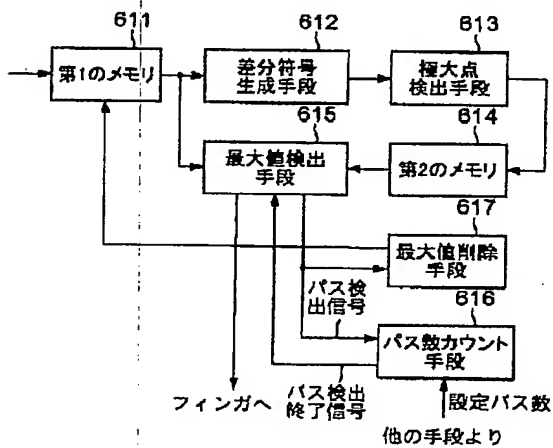 611
第1のメモリ
612
差分符号
生成手段
613
極大点
検出手段
615
最大値検出
手段
614
第2のメモリ
617
最大値削除
手段
616
パス数カウント
手段
パス検
出信号
パス検出
終了信号
フィンガへ
設定パス数
他の手段より